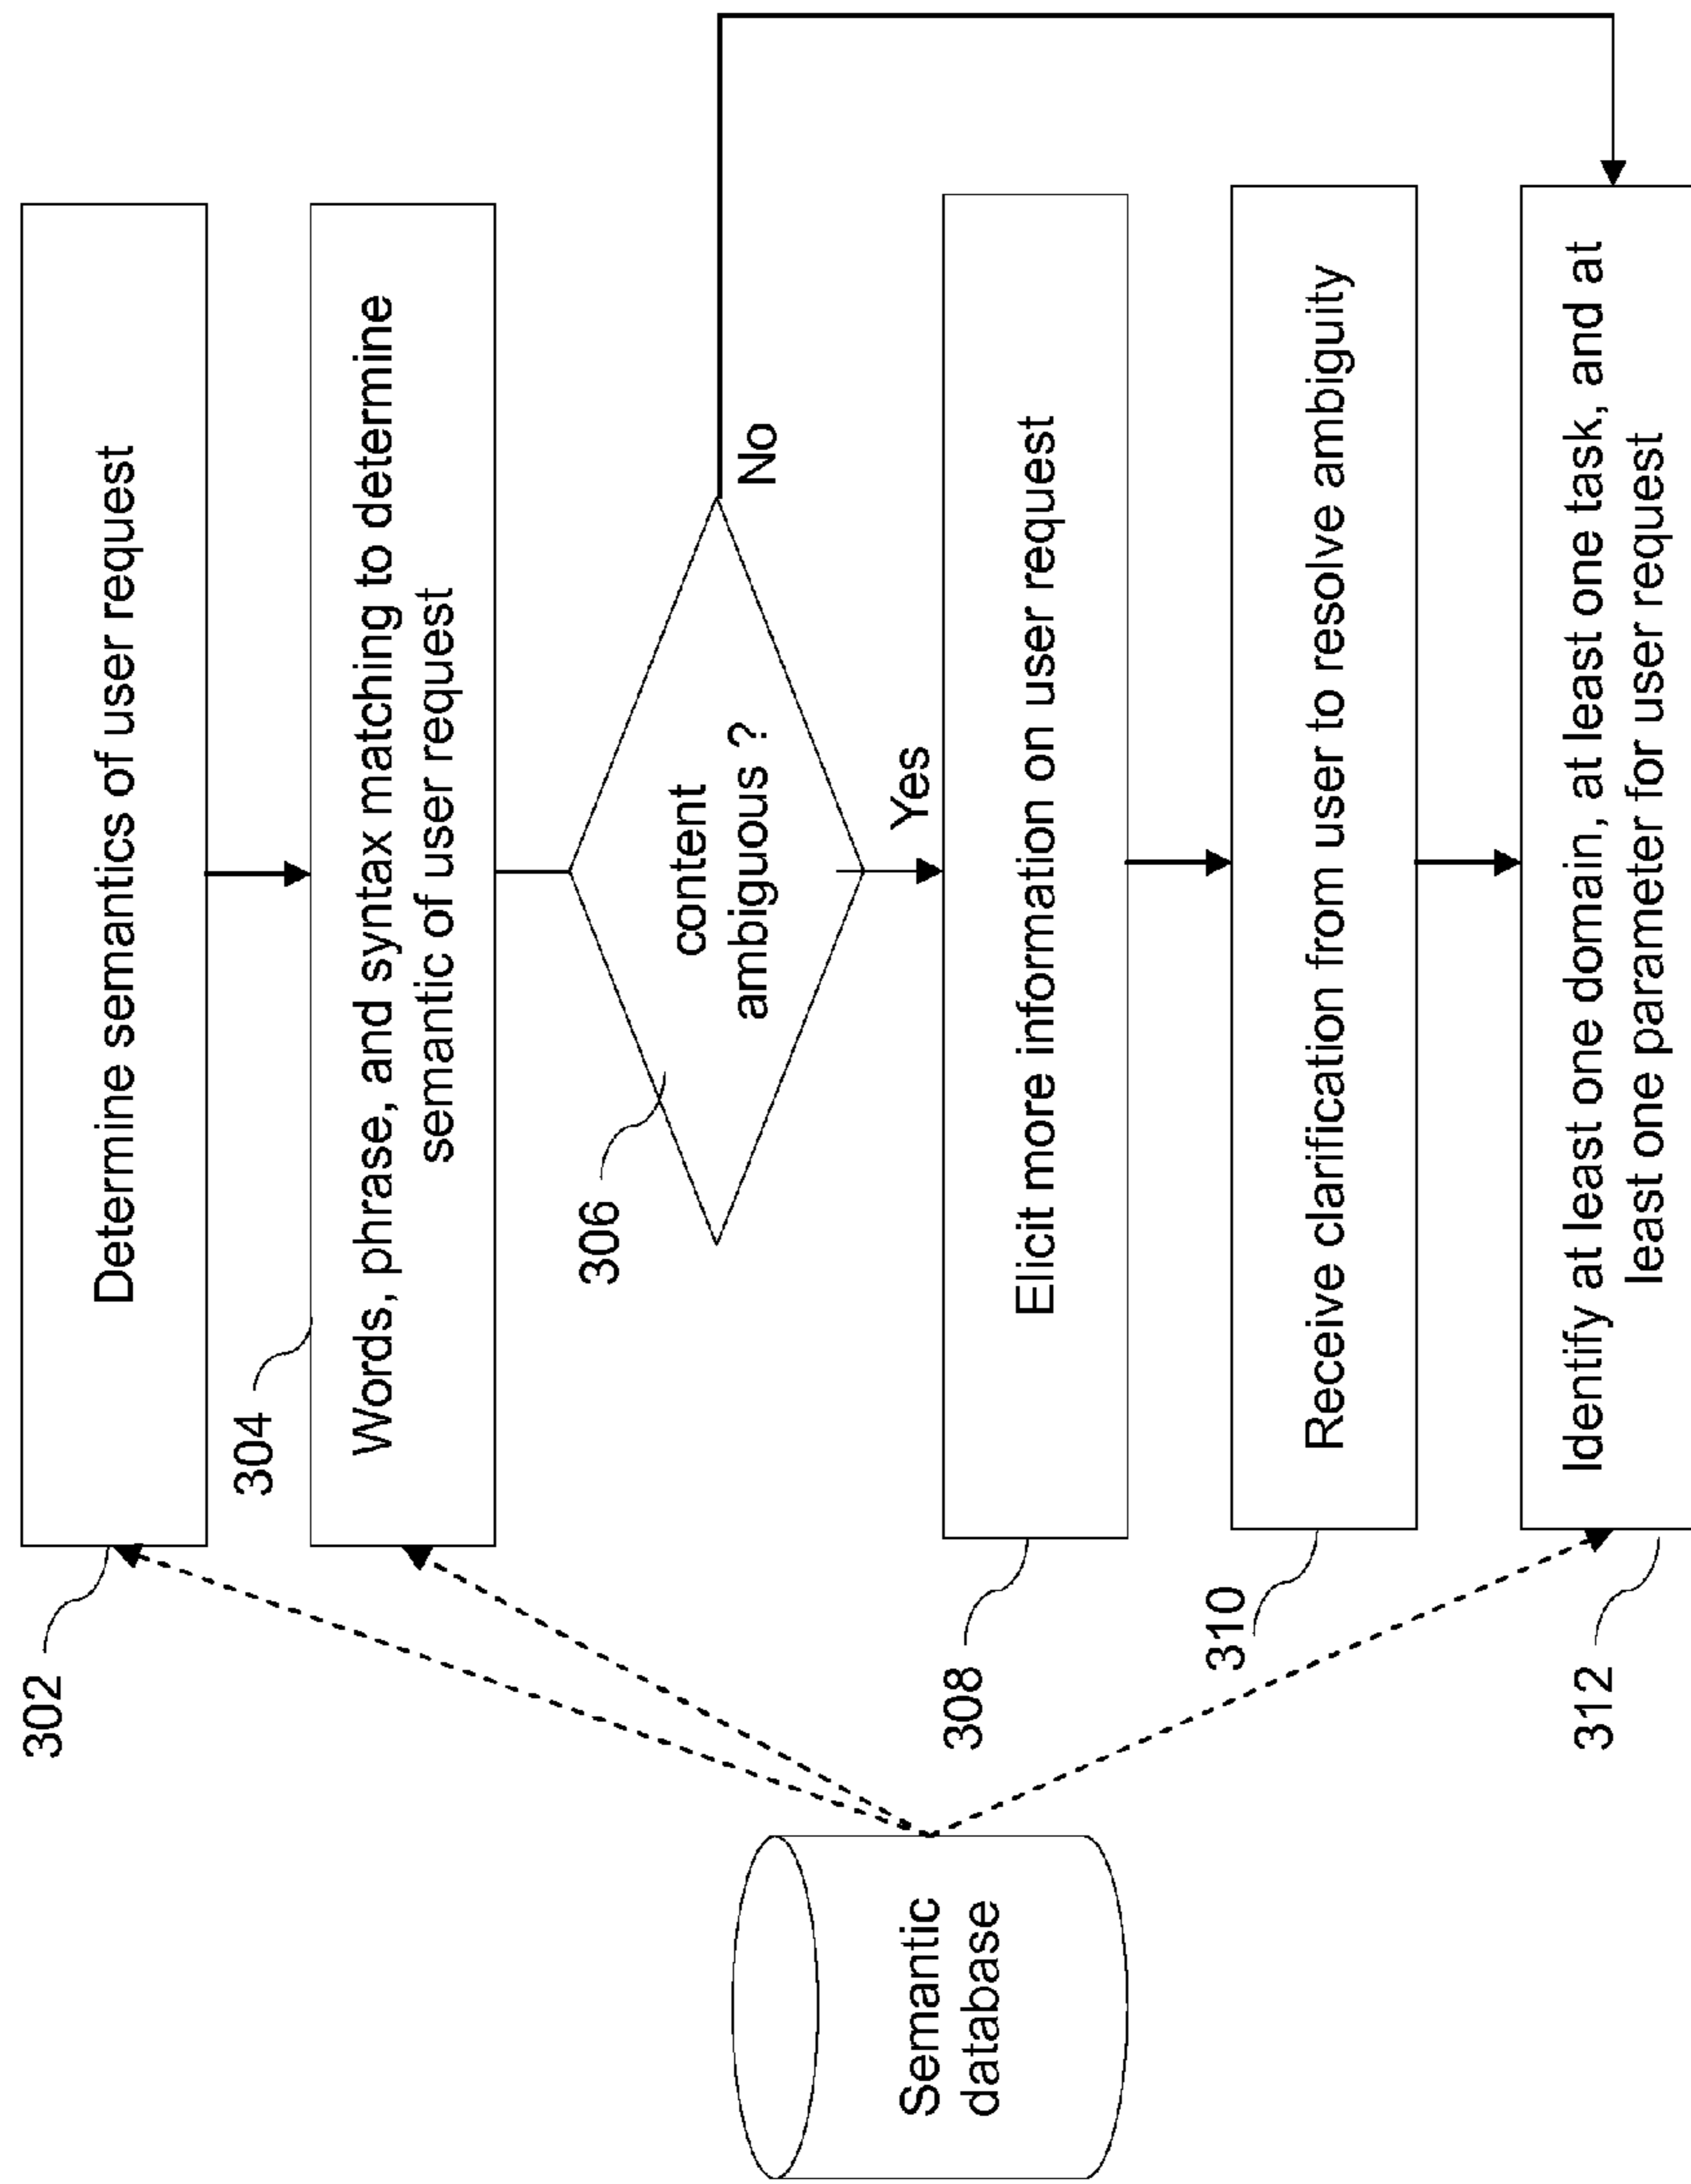 302
Determine semantics of user request
304
Words, phrase, and syntax matching to determine
semantic of user request
306
content
ambiguous ?
No
Yes
Semantic
database
308
Elicit more information on user request
310
Receive clarification from user to resolve ambiguity
312
Identify at least one domain, at least one task, and at
least one parameter for user request